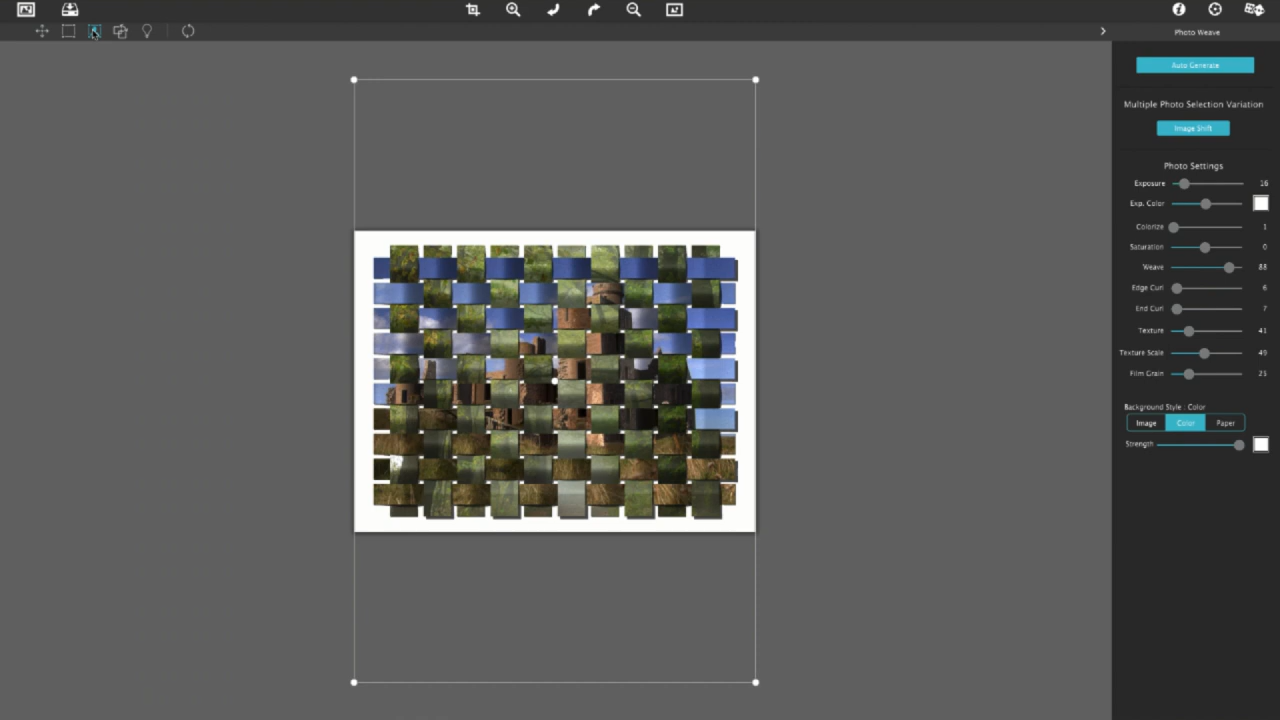 Photo Weave
Auto Generate
Multiple Photo Selection Variation
Image Shift
Photo Settings
Exposure 16
Exp. Color
Colorize 1
Saturation 0
Weave 88
Edge Curl 6
End Curl 7
Texture 41
Texture Scale 49
Film Grain 25
Background Style : Color
Image Color Paper
Strength